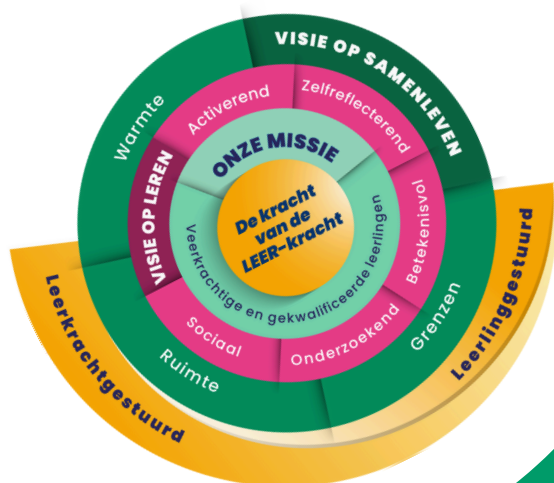 VISIE OP SAMENLEVEN
Warmte
Activerend
Zelfreflecterend
ONZE MISSIE
VISIE OP LEREN
De kracht
van de
LEER-kracht
Veerkrachtige en gekwalificeerde leerlingen
Betekenisvol
Grenzen
Sociaal
Onderzoekend
Ruimte
Leerkrachtgestuurd
Leerlinggestuurd